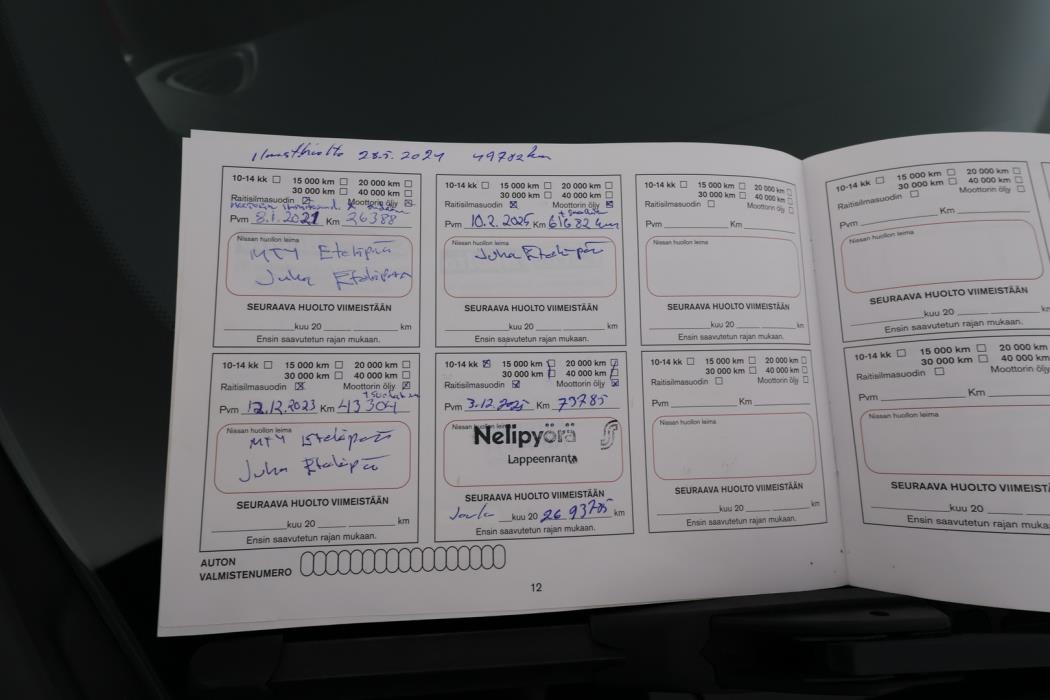 28.5. 2024 49782 km
10-14 kk 15 000 km 20 000 km
30 000 km 40 000 km
Raitisilmasuodin Moottorin öljy
Pvm 8.1.2021 Km 26388
Nissan huollon leima
MTY Eteläpää
Juha Eteläpää
SEURAAVA HUOLTO VIIMEISTÄÄN
kuu 20 km
Ensin saavutetun rajan mukaan.
10-14 kk 15 000 km 20 000 km
30 000 km 40 000 km
Raitisilmasuodin Moottorin öljy
Pvm 10.2.2025 Km 61682 km
Nissan huollon leima
Juha Eteläpää
SEURAAVA HUOLTO VIIMEISTÄÄN
kuu 20 km
Ensin saavutetun rajan mukaan.
10-14 kk 15 000 km 20 000 km
30 000 km 40 000 km
Raitisilmasuodin Moottorin öljy
Pvm Km
Nissan huollon leima
SEURAAVA HUOLTO VIIMEISTÄÄN
kuu 20 km
Ensin saavutetun rajan mukaan.
10-14 kk 15 000 km 20 000 km
30 000 km 40 000 km
Raitisilmasuodin Moottorin öljy
Pvm Km
Nissan huollon leima
SEURAAVA HUOLTO VIIMEISTÄÄN
kuu 20 km
Ensin saavutetun rajan mukaan.
10-14 kk 15 000 km 20 000 km
30 000 km 40 000 km
Raitisilmasuodin Moottorin öljy
Pvm 12.12.2023 Km 43304
Nissan huollon leima
MTY Eteläpää
Juha Eteläpää
SEURAAVA HUOLTO VIIMEISTÄÄN
kuu 20 km
Ensin saavutetun rajan mukaan.
10-14 kk 15 000 km 20 000 km
30 000 km 40 000 km
Raitisilmasuodin Moottorin öljy
Pvm 3.12.2025 Km 73785
Nissan huollon leima
Nelipyörä
Lappeenranta
SEURAAVA HUOLTO VIIMEISTÄÄN
Joulu kuu 20 26 93785 km
Ensin saavutetun rajan mukaan.
10-14 kk 15 000 km 20 000 km
30 000 km 40 000 km
Raitisilmasuodin Moottorin öljy
Pvm Km
Nissan huollon leima
SEURAAVA HUOLTO VIIMEISTÄÄN
kuu 20 km
Ensin saavutetun rajan mukaan.
10-14 kk 15 000 km 20 000 km
30 000 km 40 000 km
Raitisilmasuodin Moottorin
Pvm Km
Nissan huollon leima
SEURAAVA HUOLTO
kuu 20
Ensin saavutetun rajan
AUTON
VALMISTENUMERO
12